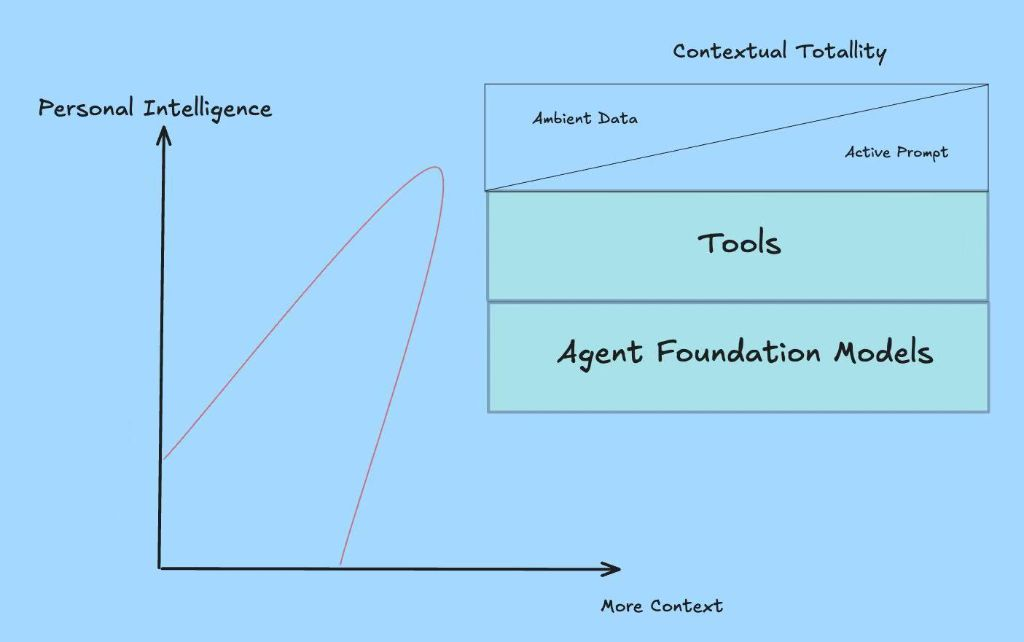 Contextual Totallity
Personal Intelligence
Ambient Data
Active Prompt
Tools
Agent Foundation Models
More Context